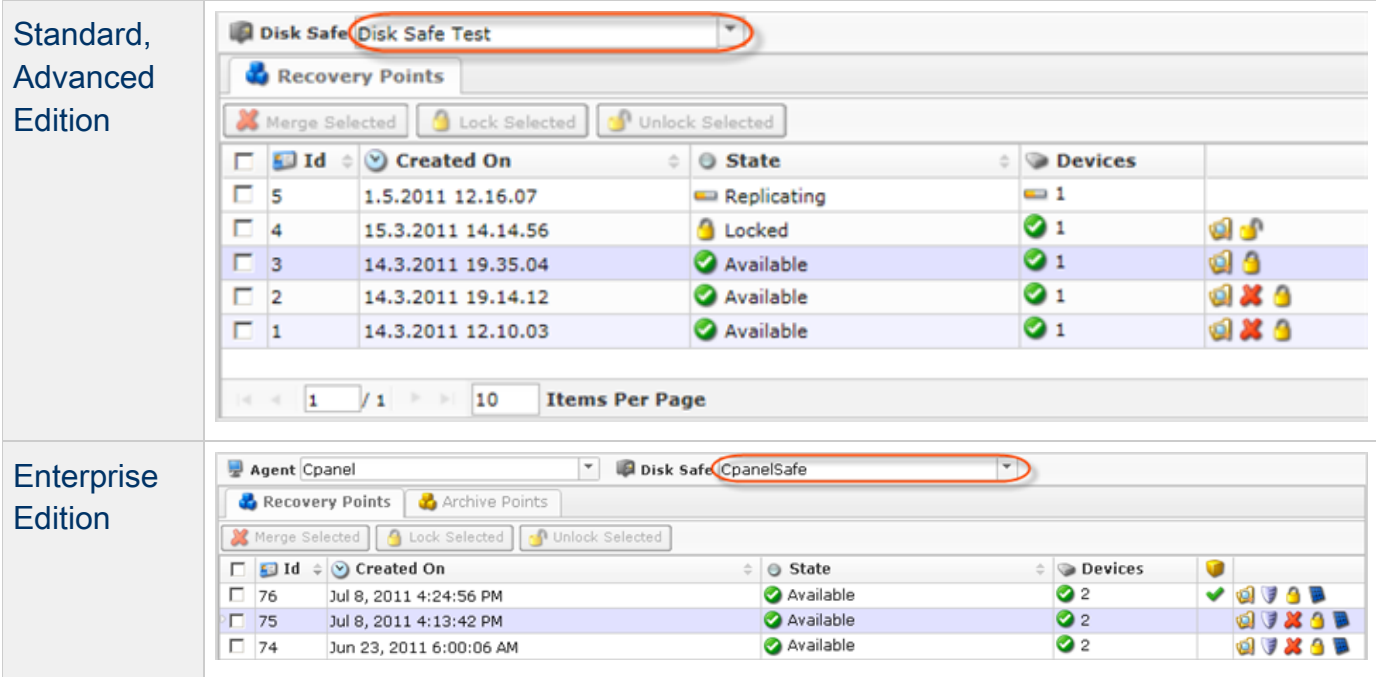 Standard,
Advanced
Edition
Disk Safe Disk Safe Test
Recovery Points
Merge Selected Lock Selected Unlock Selected
Id Created On State Devices
5 1.5.2011 12.16.07 Replicating 1
4 15.3.2011 14.14.56 Locked 1
3 14.3.2011 19.35.04 Available 1
2 14.3.2011 19.14.12 Available 1
1 14.3.2011 12.10.03 Available 1
1 / 1 10 Items Per Page
Enterprise
Edition
Agent Cpanel Disk Safe CpanelSafe
Recovery Points Archive Points
Merge Selected Lock Selected Unlock Selected
Id Created On State Devices
76 Jul 8, 2011 4:24:56 PM Available 2
75 Jul 8, 2011 4:13:42 PM Available 2
74 Jun 23, 2011 6:00:06 AM Available 2